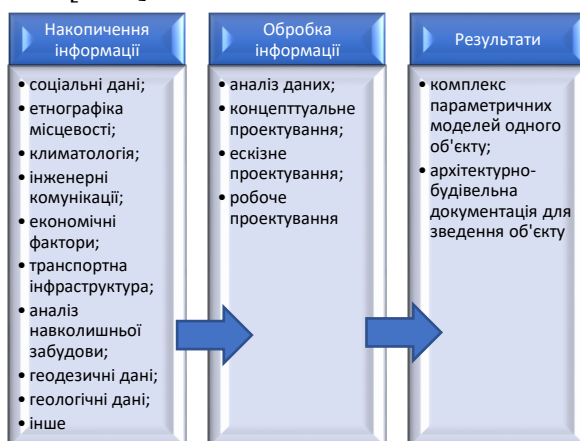 Накопичення
інформації
• соціальні дані;
• етнографіка
місцевості;
• климатологія;
• інженерні
комунікації;
• економічні
фактори;
• транспортна
інфраструктура;
• аналіз
навколишньої
забудови;
• геодезичні дані;
• геологічні дані;
• інше
Обробка
інформації
• аналіз даних;
• концепттуальне
проектування;
• ескізне
проектування;
• робоче
проектування
Результати
• комплекс
параметричних
моделей одного
об'єкту;
• архітектурно-
будівельна
документація для
зведення об'єкту